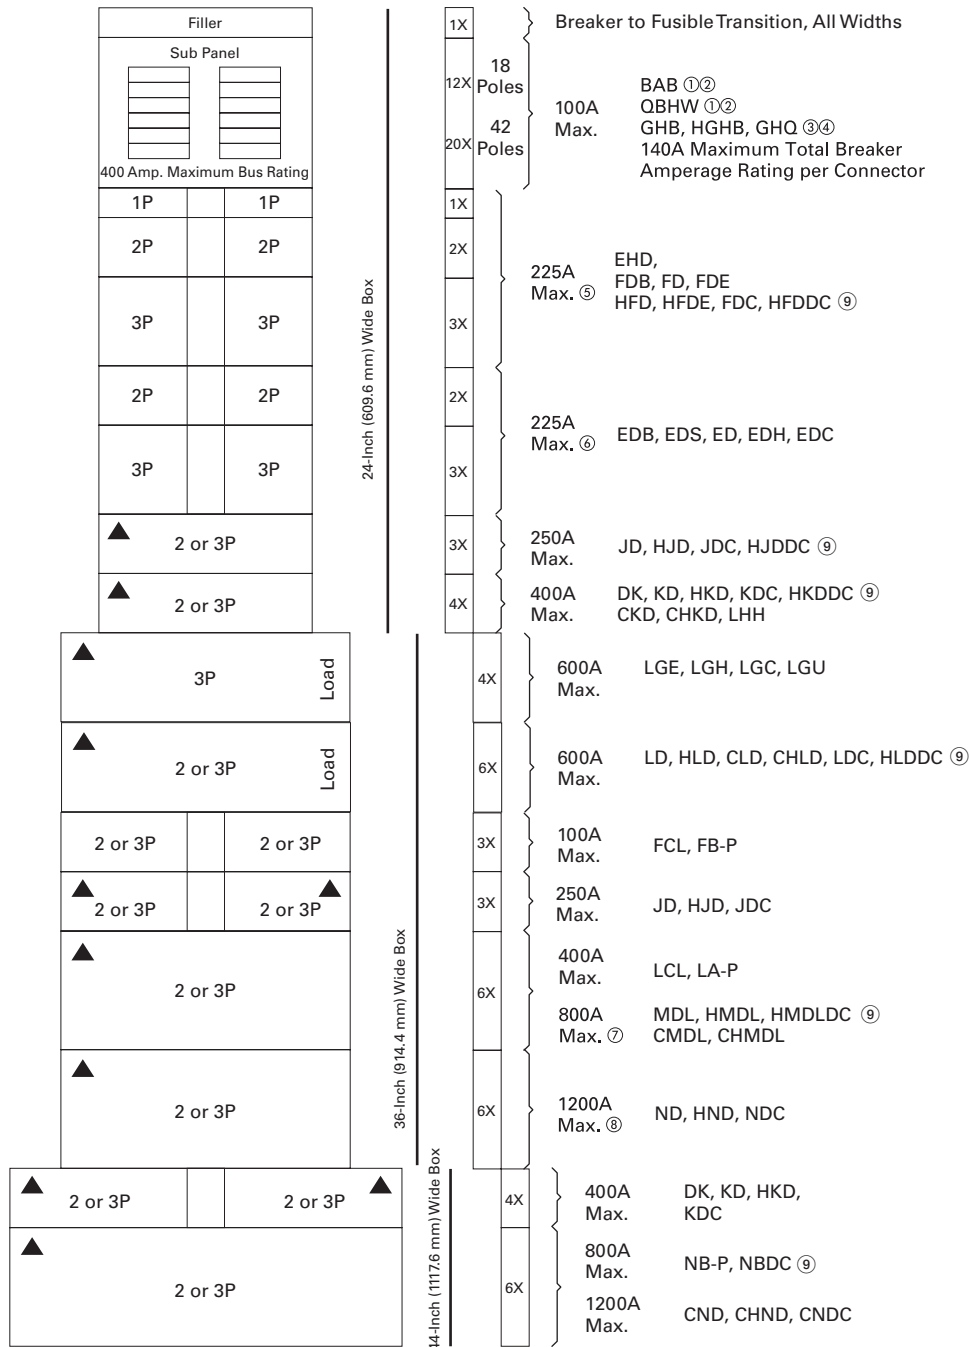 Filler
1X
Breaker to Fusible Transition, All Widths
Sub Panel
400 Amp. Maximum Bus Rating
12X
18
Poles
20X
42
Poles
100A
Max.
BAB ①②
QBHW ①②
GHB, HGHB, GHQ ③④
140A Maximum Total Breaker
Amperage Rating per Connector
1P
1P
1X
2P
2P
2X
3P
3P
3X
225A
Max. ⑤
EHD,
FDB, FD, FDE
HFD, HFDE, FDC, HFDDC ⑨
24-Inch (609.6 mm) Wide Box
2P
2P
2X
3P
3P
3X
225A
Max. ⑥
EDB, EDS, ED, EDH, EDC
2 or 3P
3X
250A
Max.
JD, HJD, JDC, HJDDC ⑨
2 or 3P
4X
400A
Max.
DK, KD, HKD, KDC, HKDDC ⑨
CKD, CHKD, LHH
3P
Load
4X
600A
Max.
LGE, LGH, LGC, LGU
2 or 3P
Load
6X
600A
Max.
LD, HLD, CLD, CHLD, LDC, HLDDC ⑨
2 or 3P
2 or 3P
3X
100A
Max.
FCL, FB-P
2 or 3P
2 or 3P
3X
250A
Max.
JD, HJD, JDC
36-Inch (914.4 mm) Wide Box
2 or 3P
6X
400A
Max.
LCL, LA-P
800A
Max. ⑦
MDL, HMDL, HMDLDC ⑨
CMDL, CHMDL
2 or 3P
6X
1200A
Max. ⑧
ND, HND, NDC
44-Inch (1117.6 mm) Wide Box
2 or 3P
2 or 3P
4X
400A
Max.
DK, KD, HKD,
KDC
2 or 3P
6X
800A
Max.
NB-P, NBDC ⑨
1200A
Max.
CND, CHND, CNDC